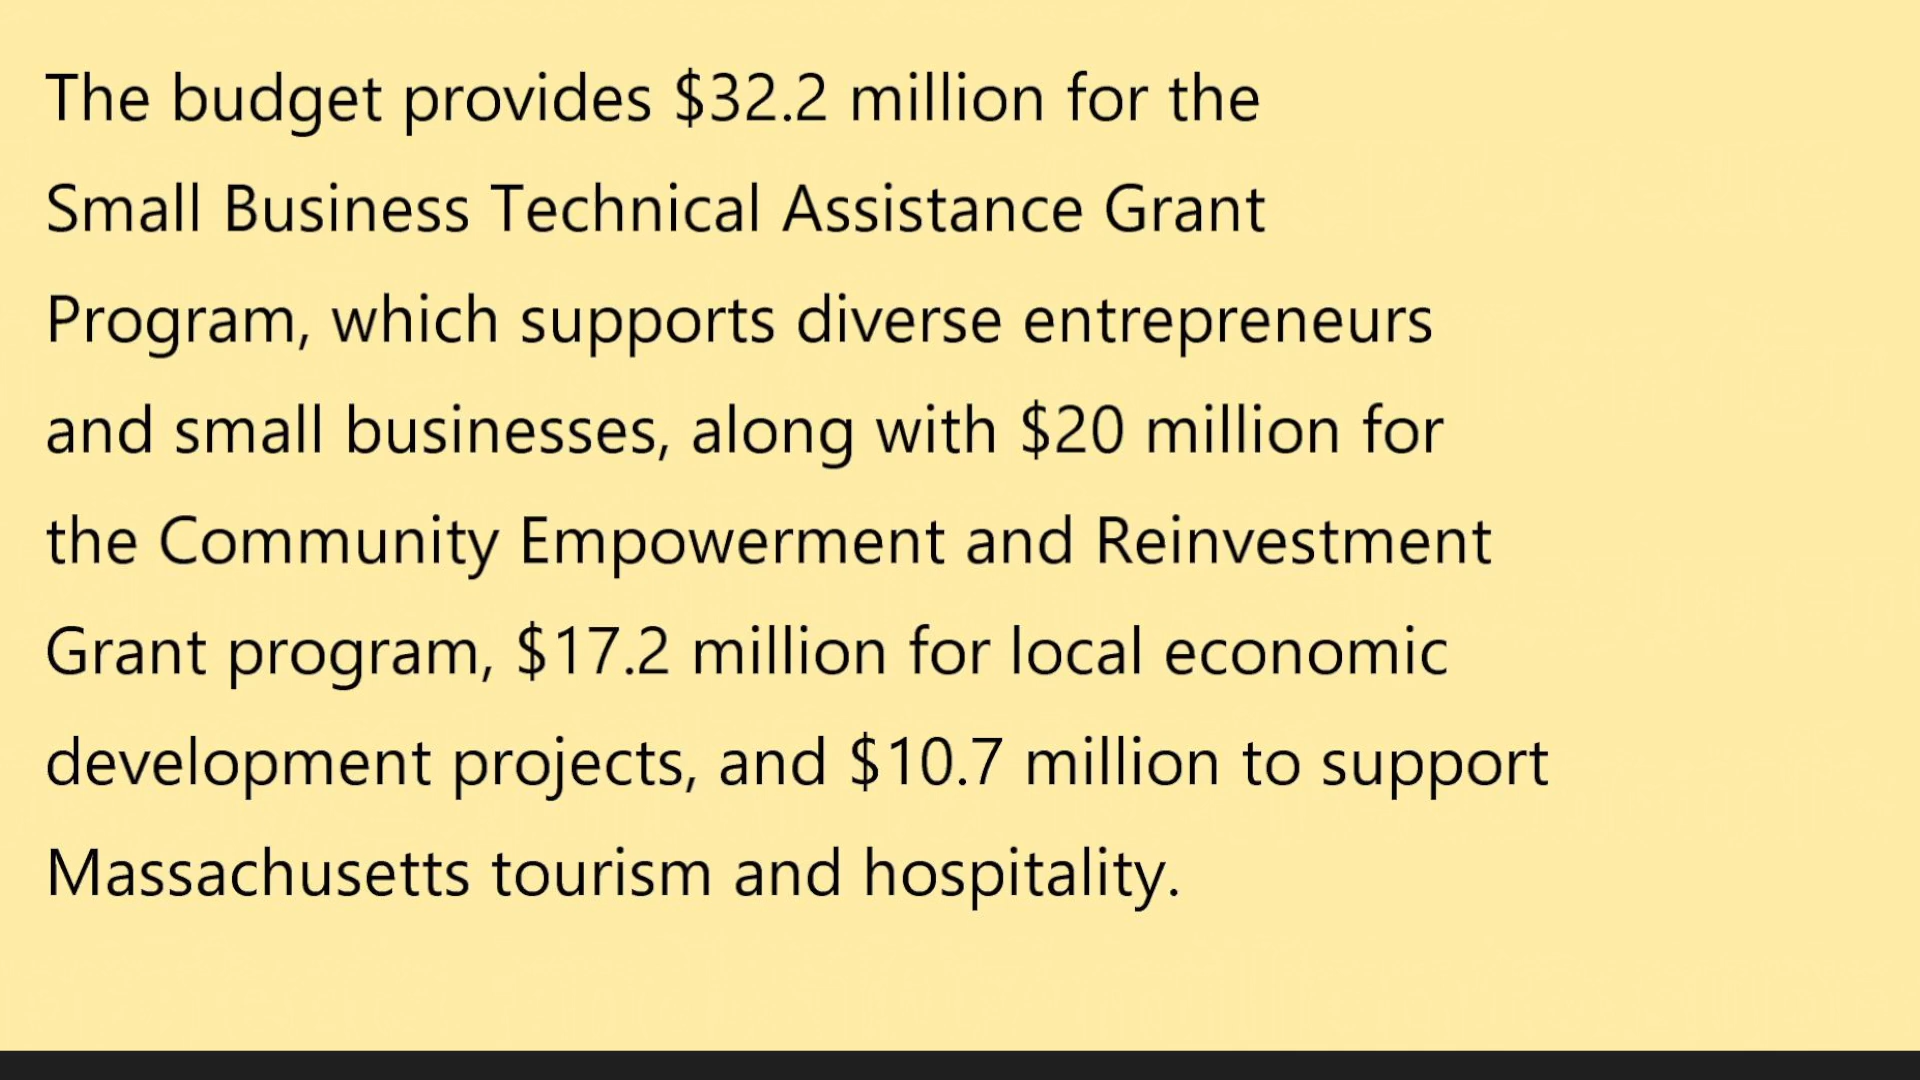 The budget provides $32.2 million for the
Small Business Technical Assistance Grant
Program, which supports diverse entrepreneurs
and small businesses, along with $20 million for
the Community Empowerment and Reinvestment
Grant program, $17.2 million for local economic
development projects, and $10.7 million to support
Massachusetts tourism and hospitality.